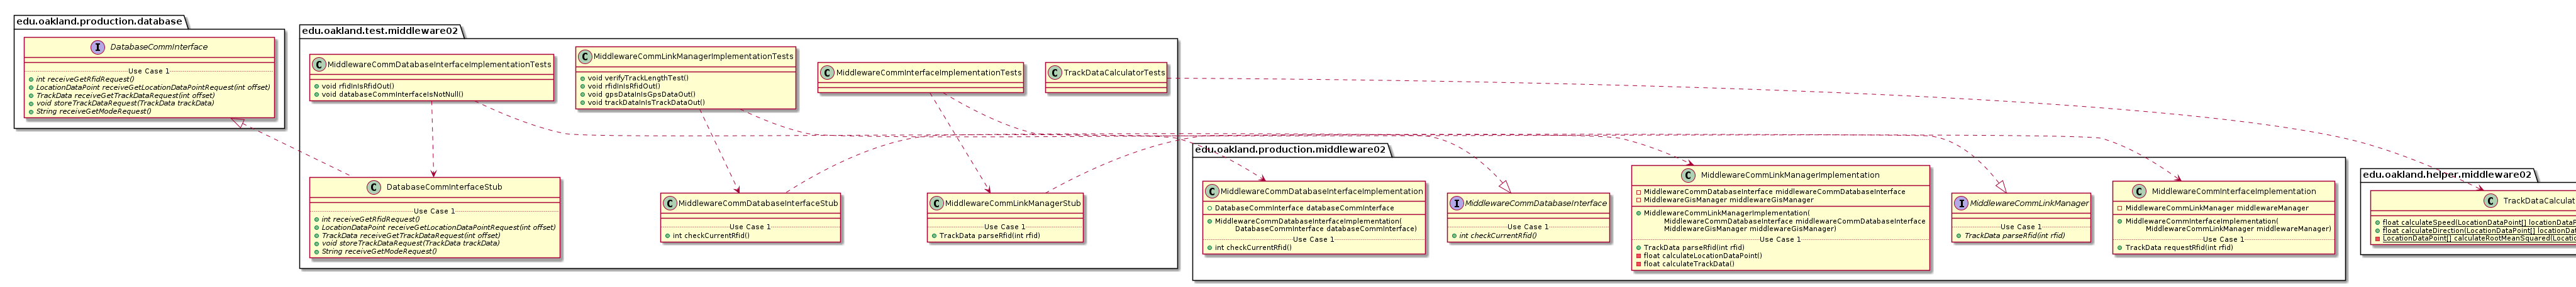 edu.oakland.production.database
I DatabaseCommInterface
Use Case 1
int receiveGetRfidRequest()
LocationDataPoint receiveGetLocationDataPointRequest(int offset)
TrackData receiveGetTrackDataRequest(int offset)
void storeTrackDataRequest(TrackData trackData)
String receiveGetModeRequest()
edu.oakland.test.middleware02
C MiddlewareCommDatabaseInterfaceImplementationTests
void rfidInIsRfidOut()
void databaseCommInterfaceIsNotNull()
C MiddlewareCommLinkManagerImplementationTests
void verifyTrackLengthTest()
void rfidInIsRfidOut()
void gpsDataInIsGpsDataOut()
void trackDataInIsTrackDataOut()
C MiddlewareCommInterfaceImplementationTests
C TrackDataCalculatorTests
C DatabaseCommInterfaceStub
Use Case 1
int receiveGetRfidRequest()
LocationDataPoint receiveGetLocationDataPointRequest(int offset)
TrackData receiveGetTrackDataRequest(int offset)
void storeTrackDataRequest(TrackData trackData)
String receiveGetModeRequest()
C MiddlewareCommDatabaseInterfaceStub
Use Case 1
int checkCurrentRfid()
C MiddlewareCommLinkManagerStub
Use Case 1
TrackData parseRfid(int rfid)
edu.oakland.production.middleware02
C MiddlewareCommDatabaseInterfaceImplementation
DatabaseCommInterface databaseCommInterface
MiddlewareCommDatabaseInterfaceImplementation(
DatabaseCommInterface databaseCommInterface)
Use Case 1
int checkCurrentRfid()
I MiddlewareCommDatabaseInterface
Use Case 1
int checkCurrentRfid()
C MiddlewareCommLinkManagerImplementation
MiddlewareCommDatabaseInterface middlewareCommDatabaseInterface
MiddlewareGisManager middlewareGisManager
MiddlewareCommLinkManagerImplementation(
MiddlewareCommDatabaseInterface middlewareCommDatabaseInterface
MiddlewareGisManager middlewareGisManager)
Use Case 1
TrackData parseRfid(int rfid)
float calculateLocationDataPoint()
float calculateTrackData()
I MiddlewareCommLinkManager
Use Case 1
TrackData parseRfid(int rfid)
C MiddlewareCommInterfaceImplementation
MiddlewareCommLinkManager middlewareManager
MiddlewareCommInterfaceImplementation(
MiddlewareCommLinkManager middlewareManager)
Use Case 1
TrackData requestRfid(int rfid)
edu.oakland.helper.middleware02
C TrackDataCalculat
float calculateSpeed(LocationDataPoint[] locationDataP
float calculateDirection(LocationDataPoint[] locationDat
LocationDataPoint[] calculateRootMeanSquared(Locatio